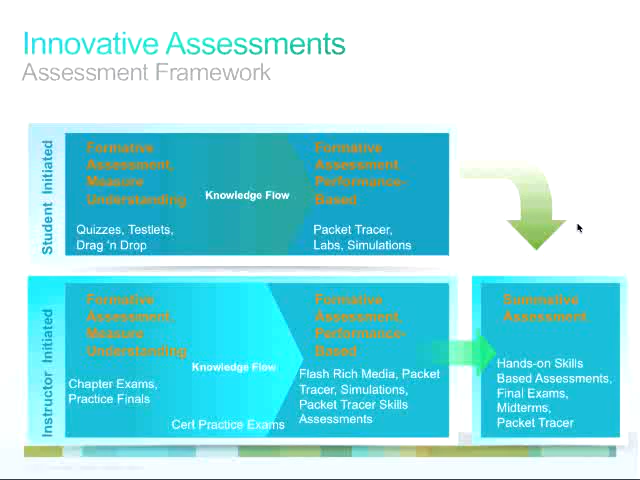 Innovative Assessments
Assessment Framework
Student Initiated
Formative
Assessment,
Measure
Understanding
Knowledge Flow
Formative
Assessment
Performance-
Based
Quizzes, Testlets,
Drag 'n Drop
Packet Tracer,
Labs, Simulations
Instructor Initiated
Formative
Assessment,
Measure
Understanding
Knowledge Flow
Formative
Assessment,
Performance-
Based
Chapter Exams,
Practice Finals
Cert Practice Exams
Flash Rich Media, Packet
Tracer, Simulations,
Packet Tracer Skills
Assessments
Summative
Assessment
Hands-on Skills
Based Assessments,
Final Exams,
Midterms,
Packet Tracer